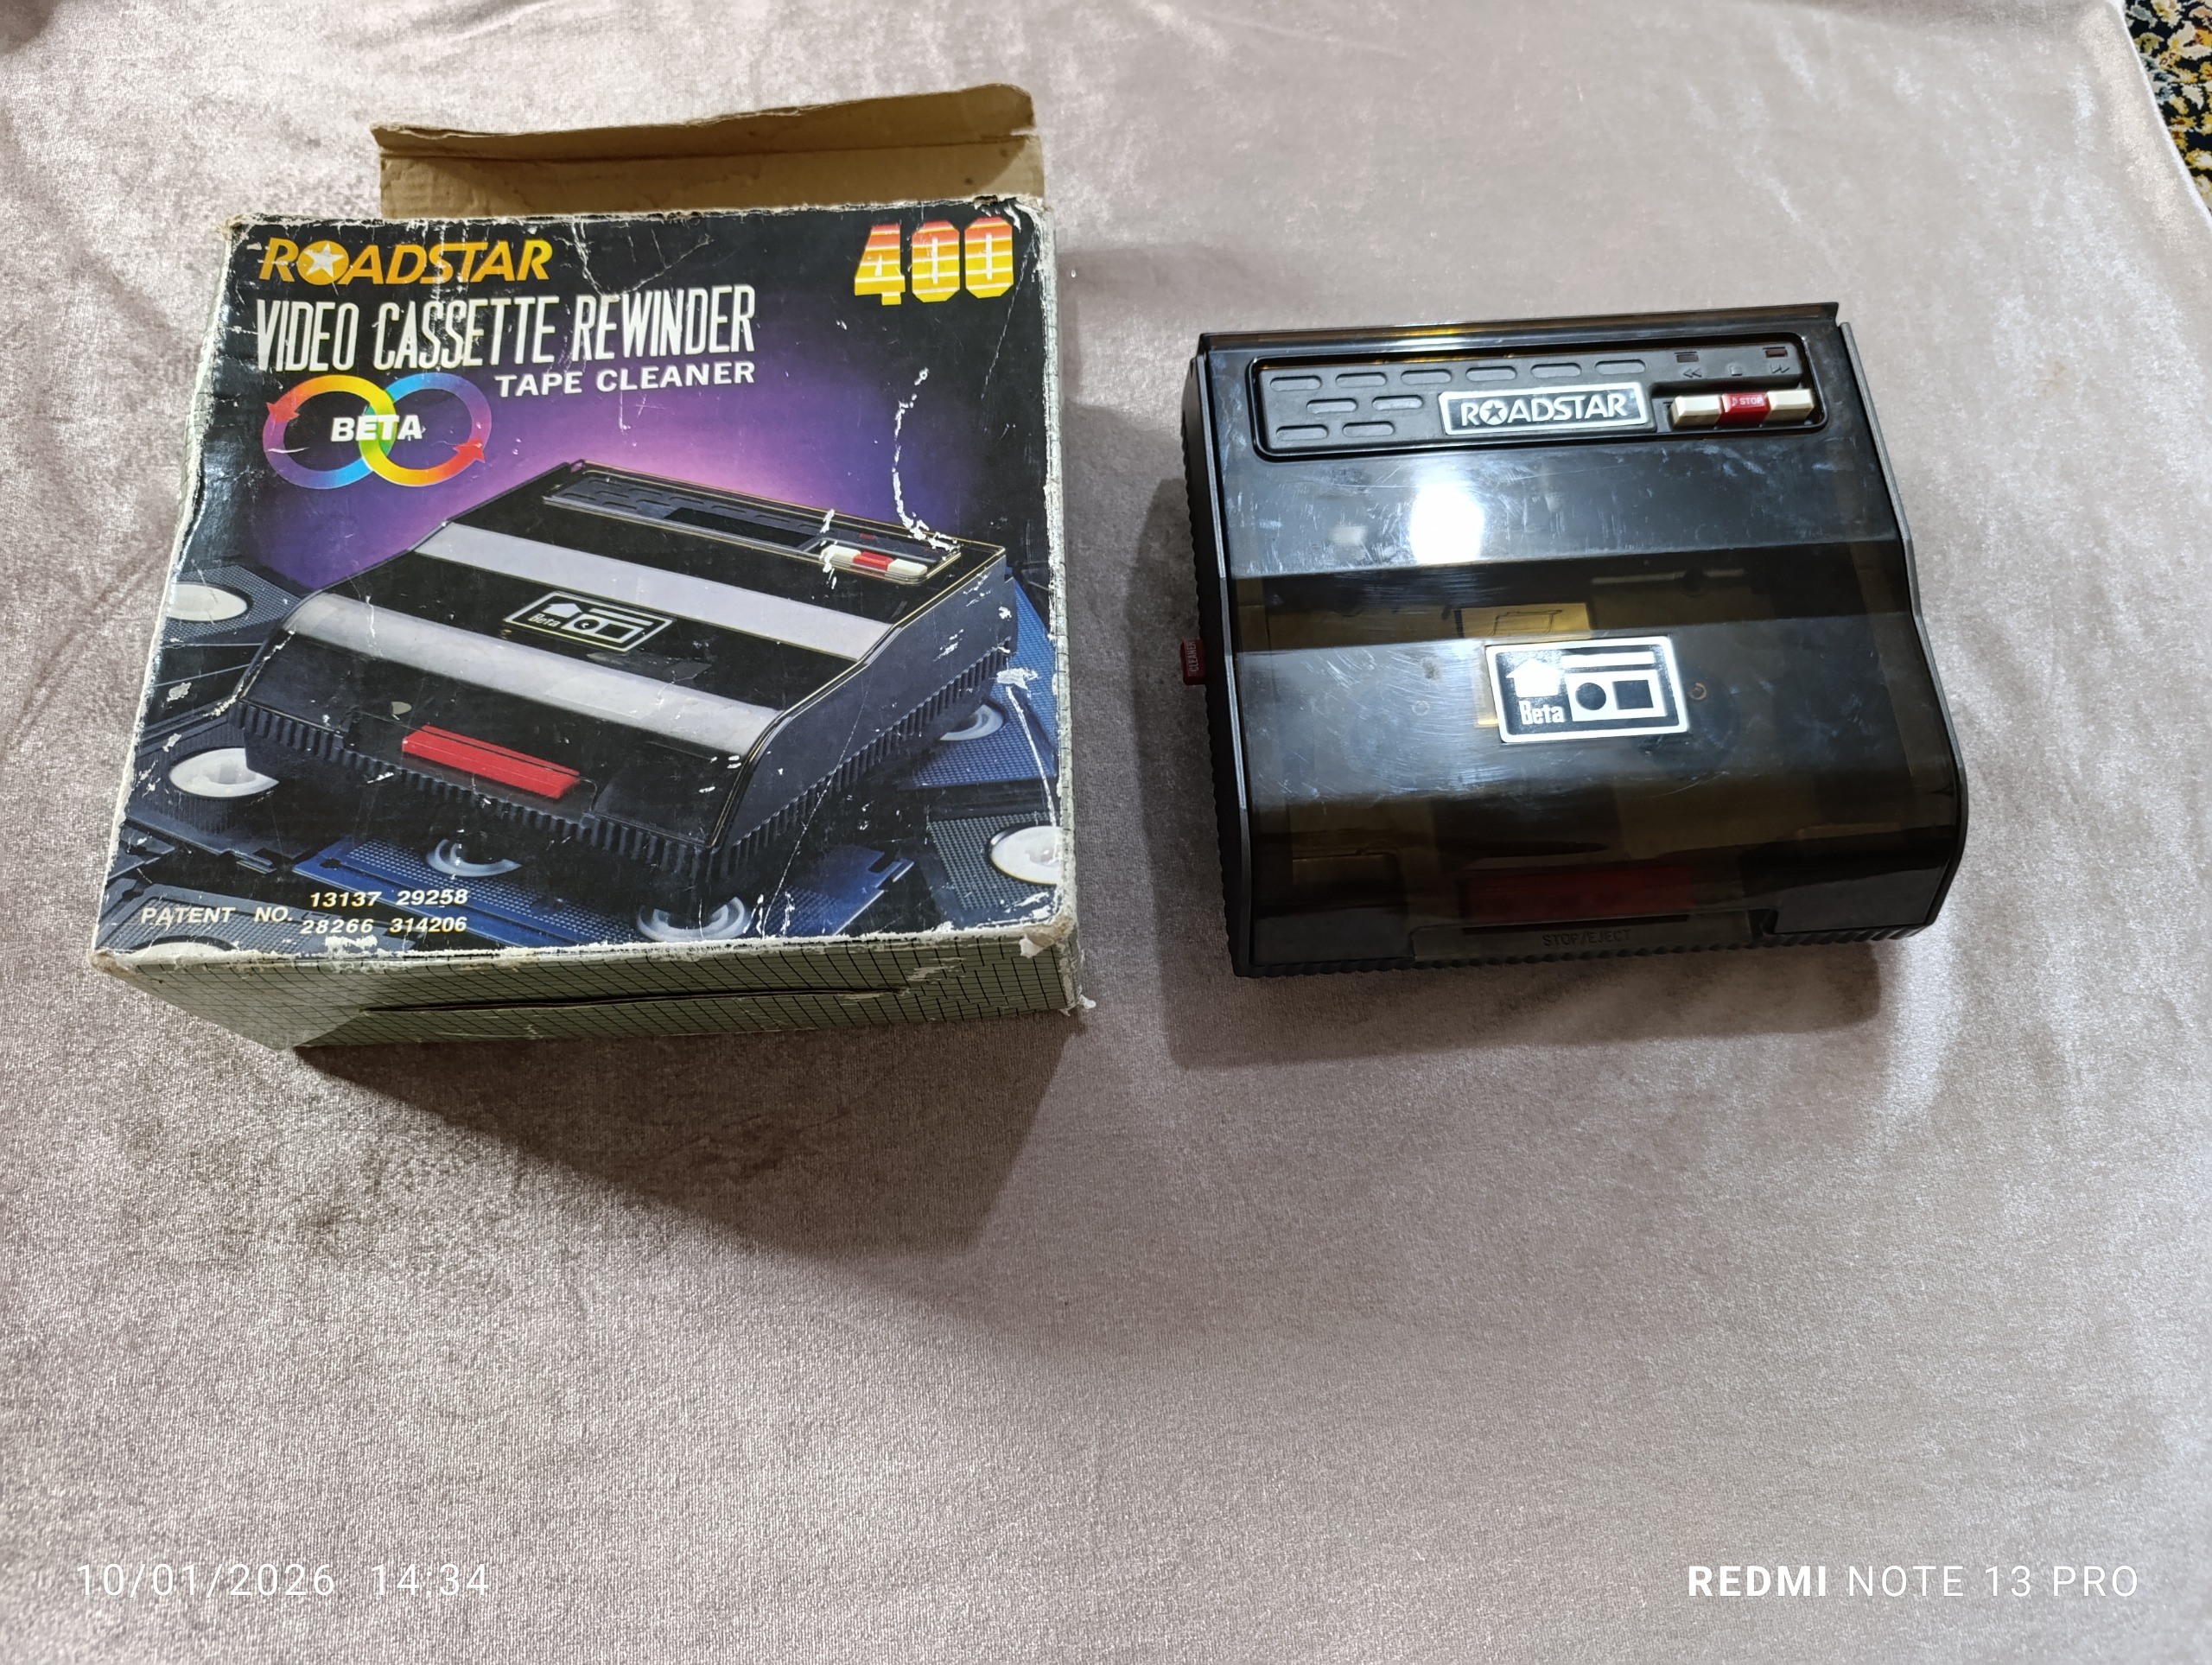 ROADSTAR
400
VIDEO CASSETTE REWINDER
TAPE CLEANER
BETA
Beta
PATENT NO. 13137 29258
28266 314206
ROADSTAR
STOP
CLEANER
Beta
STOP/EJECT
10/01/2026 14:34
REDMI NOTE 13 PRO